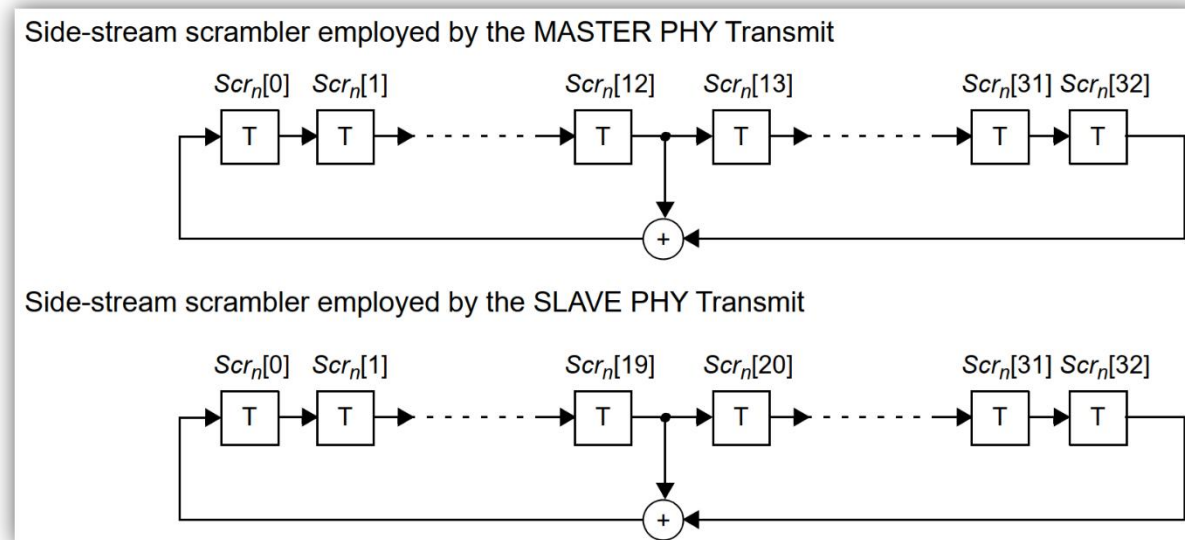 Side-stream scrambler employed by the MASTER PHY Transmit
Scrn[0] Scrn[1] Scrn[12] Scrn[13] Scrn[31] Scrn[32]
T T T T T T
+
Side-stream scrambler employed by the SLAVE PHY Transmit
Scrn[0] Scrn[1] Scrn[19] Scrn[20] Scrn[31] Scrn[32]
T T T T T T
+